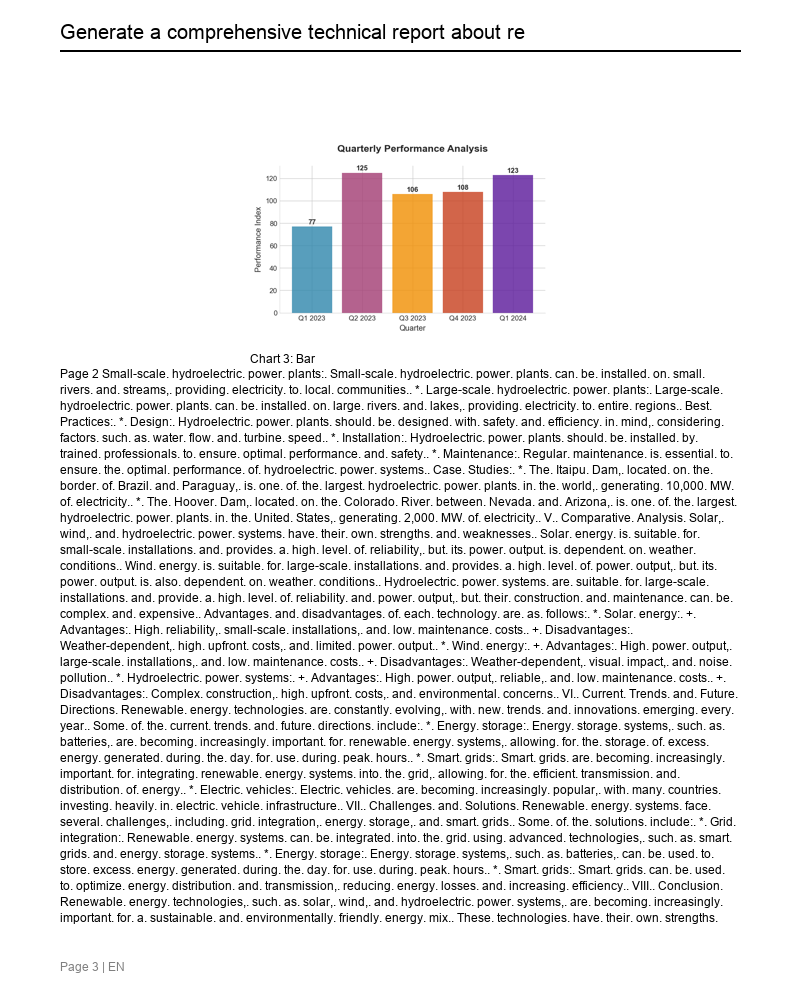 Generate a comprehensive technical report about re
Quarterly Performance Analysis
125
123
106
108
77
120
100
80
60
40
20
0
Performance Index
Q1 2023 Q2 2023 Q3 2023 Q4 2023 Q1 2024
Quarter
Chart 3: Bar
Page 2 Small-scale. hydroelectric. power. plants:. Small-scale. hydroelectric. power. plants. can. be. installed. on. small.
rivers. and. streams,. providing. electricity. to. local. communities.. *. Large-scale. hydroelectric. power. plants:. Large-scale.
hydroelectric. power. plants. can. be. installed. on. large. rivers. and. lakes,. providing. electricity. to. entire. regions.. Best.
Practices:. *. Design:. Hydroelectric. power. plants. should. be. designed. with. safety. and. efficiency. in. mind,. considering.
factors. such. as. water. flow. and. turbine. speed.. *. Installation:. Hydroelectric. power. plants. should. be. installed. by.
trained. professionals. to. ensure. optimal. performance. and. safety.. *. Maintenance:. Regular. maintenance. is. essential. to.
ensure. the. optimal. performance. of. hydroelectric. power. systems.. Case. Studies:. *. The. Itaipu. Dam,. located. on. the.
border. of. Brazil. and. Paraguay,. is. one. of. the. largest. hydroelectric. power. plants. in. the. world,. generating. 10,000. MW.
of. electricity.. *. The. Hoover. Dam,. located. on. the. Colorado. River. between. Nevada. and. Arizona,. is. one. of. the. largest.
hydroelectric. power. plants. in. the. United. States,. generating. 2,000. MW. of. electricity.. V.. Comparative. Analysis. Solar,.
wind,. and. hydroelectric. power. systems. have. their. own. strengths. and. weaknesses.. Solar. energy. is. suitable. for.
small-scale. installations. and. provides. a. high. level. of. reliability,. but. its. power. output. is. dependent. on. weather.
conditions.. Wind. energy. is. suitable. for. large-scale. installations. and. provides. a. high. level. of. power. output,. but. its.
power. output. is. also. dependent. on. weather. conditions.. Hydroelectric. power. systems. are. suitable. for. large-scale.
installations. and. provide. a. high. level. of. reliability. and. power. output,. but. their. construction. and. maintenance. can. be.
complex. and. expensive.. Advantages. and. disadvantages. of. each. technology. are. as. follows:. *. Solar. energy:. +.
Advantages:. High. reliability,. small-scale. installations,. and. low. maintenance. costs.. +. Disadvantages:.
Weather-dependent,. high. upfront. costs,. and. limited. power. output.. *. Wind. energy:. +. Advantages:. High. power. output,.
large-scale. installations,. and. low. maintenance. costs.. +. Disadvantages:. Weather-dependent,. visual. impact,. and. noise.
pollution.. *. Hydroelectric. power. systems:. +. Advantages:. High. power. output,. reliable,. and. low. maintenance. costs.. +.
Disadvantages:. Complex. construction,. high. upfront. costs,. and. environmental. concerns.. VI.. Current. Trends. and. Future.
Directions. Renewable. energy. technologies. are. constantly. evolving,. with. new. trends. and. innovations. emerging. every.
year.. Some. of. the. current. trends. and. future. directions. include:. *. Energy. storage:. Energy. storage. systems,. such. as.
batteries,. are. becoming. increasingly. important. for. renewable. energy. systems,. allowing. for. the. storage. of. excess.
energy. generated. during. the. day. for. use. during. peak. hours.. *. Smart. grids:. Smart. grids. are. becoming. increasingly.
important. for. integrating. renewable. energy. systems. into. the. grid,. allowing. for. the. efficient. transmission. and.
distribution. of. energy.. *. Electric. vehicles:. Electric. vehicles. are. becoming. increasingly. popular,. with. many. countries.
investing. heavily. in. electric. vehicle. infrastructure.. VII.. Challenges. and. Solutions. Renewable. energy. systems. face.
several. challenges,. including. grid. integration,. energy. storage,. and. smart. grids.. Some. of. the. solutions. include:. *. Grid.
integration:. Renewable. energy. systems. can. be. integrated. into. the. grid. using. advanced. technologies,. such. as. smart.
grids. and. energy. storage. systems.. *. Energy. storage:. Energy. storage. systems,. such. as. batteries,. can. be. used. to.
store. excess. energy. generated. during. the. day. for. use. during. peak. hours.. *. Smart. grids:. Smart. grids. can. be. used.
to. optimize. energy. distribution. and. transmission,. reducing. energy. losses. and. increasing. efficiency.. VIII.. Conclusion.
Renewable. energy. technologies,. such. as. solar,. wind,. and. hydroelectric. power. systems,. are. becoming. increasingly.
important. for. a. sustainable. and. environmentally. friendly. energy. mix.. These. technologies. have. their. own. strengths.
Page 3 | EN